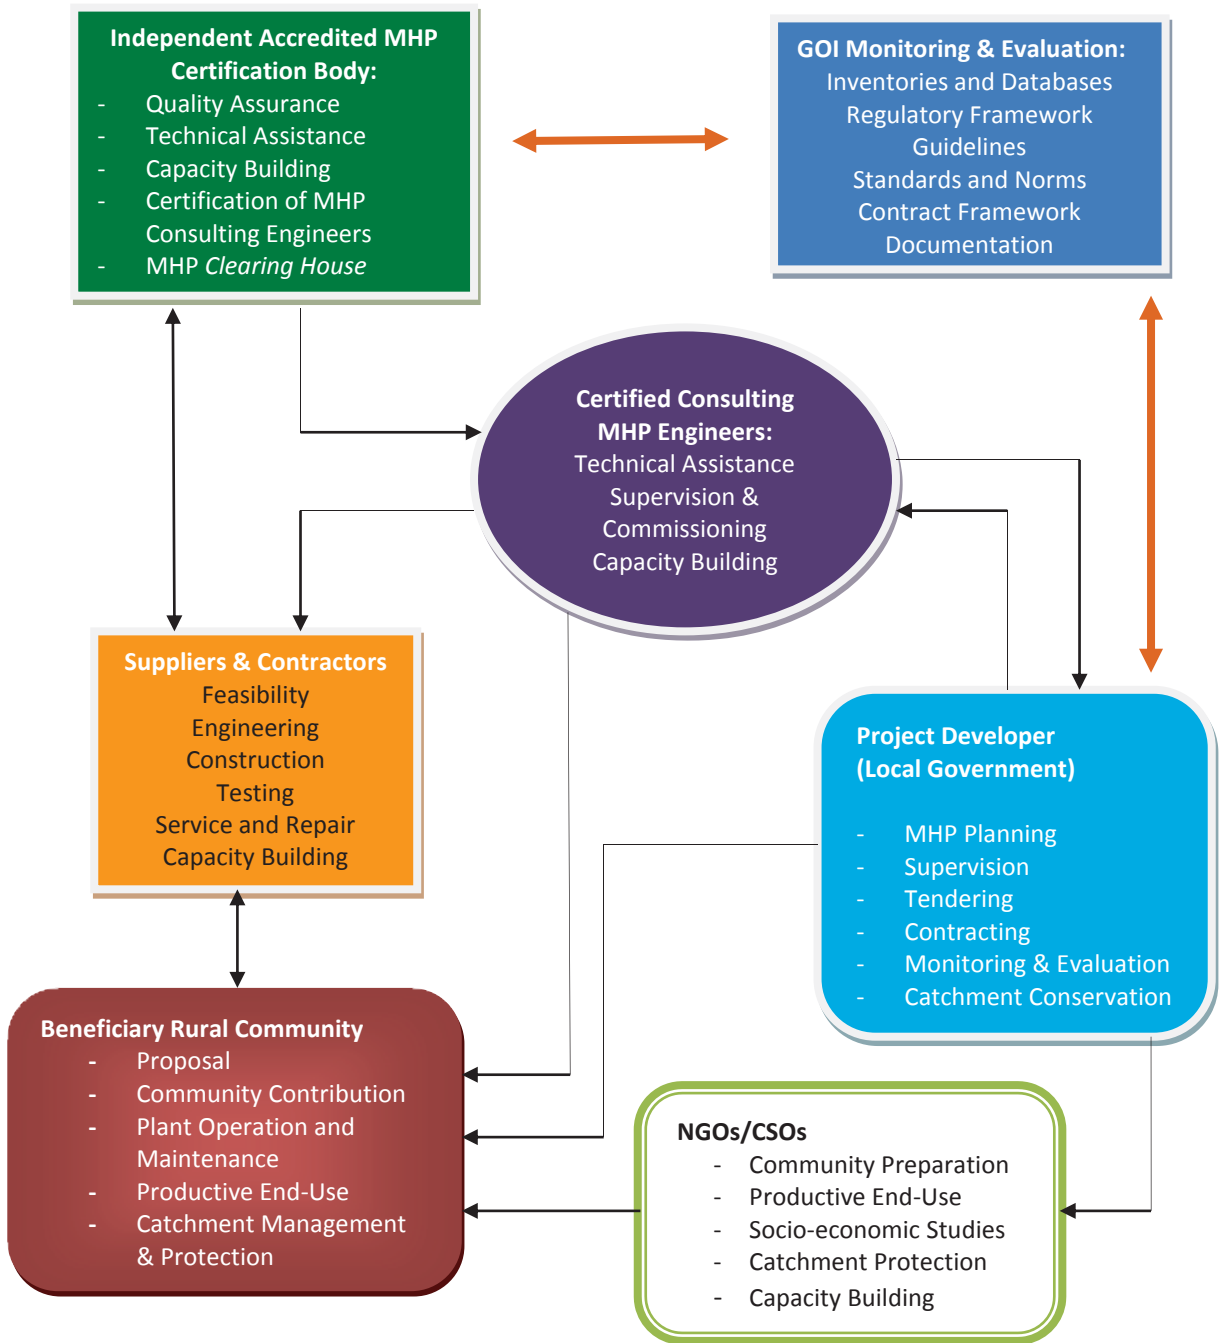 Independent Accredited MHP
Certification Body:
- Quality Assurance
- Technical Assistance
- Capacity Building
- Certification of MHP
Consulting Engineers
- MHP Clearing House
GOI Monitoring & Evaluation:
Inventories and Databases
Regulatory Framework
Guidelines
Standards and Norms
Contract Framework
Documentation
Certified Consulting
MHP Engineers:
Technical Assistance
Supervision &
Commissioning
Capacity Building
Suppliers & Contractors
Feasibility
Engineering
Construction
Testing
Service and Repair
Capacity Building
Project Developer
(Local Government)
- MHP Planning
- Supervision
- Tendering
- Contracting
- Monitoring & Evaluation
- Catchment Conservation
Beneficiary Rural Community
- Proposal
- Community Contribution
- Plant Operation and
Maintenance
- Productive End-Use
- Catchment Management
& Protection
NGOs/CSOs
- Community Preparation
- Productive End-Use
- Socio-economic Studies
- Catchment Protection
- Capacity Building